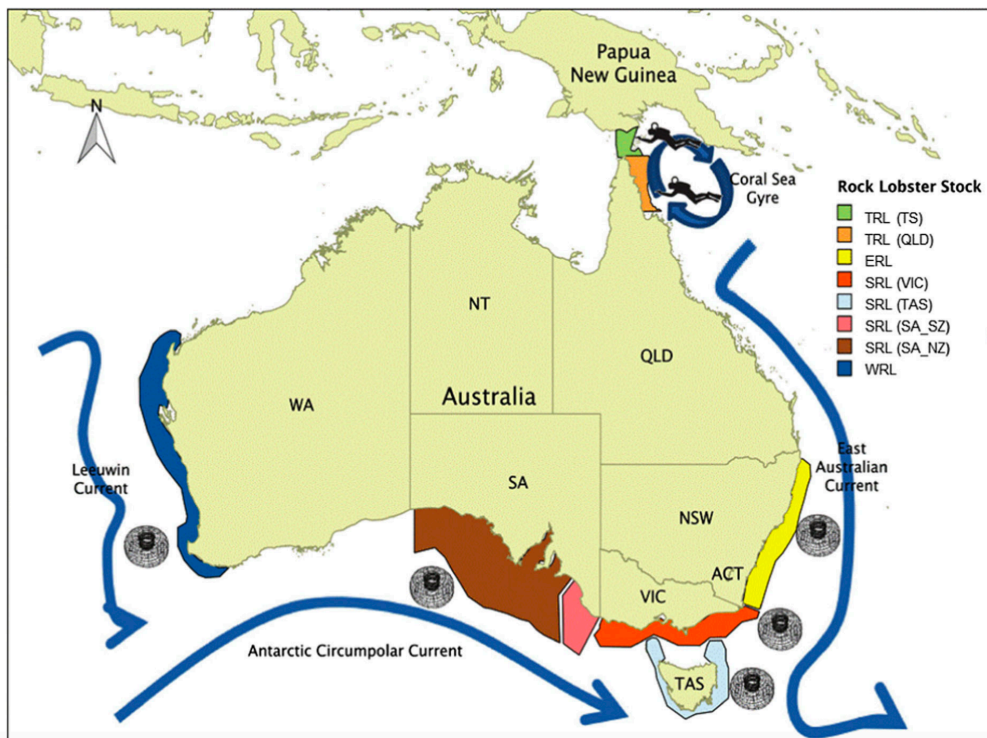 Papua
New Guinea
N
Coral Sea
Gyre
Rock Lobster Stock
TRL (TS)
TRL (QLD)
ERL
SRL (VIC)
SRL (TAS)
SRL (SA_SZ)
SRL (SA_NZ)
WRL
NT
QLD
WA
Australia
Leeuwin
Current
SA
East
Australian
Current
NSW
ACT
VIC
Antarctic Circumpolar Current
TAS